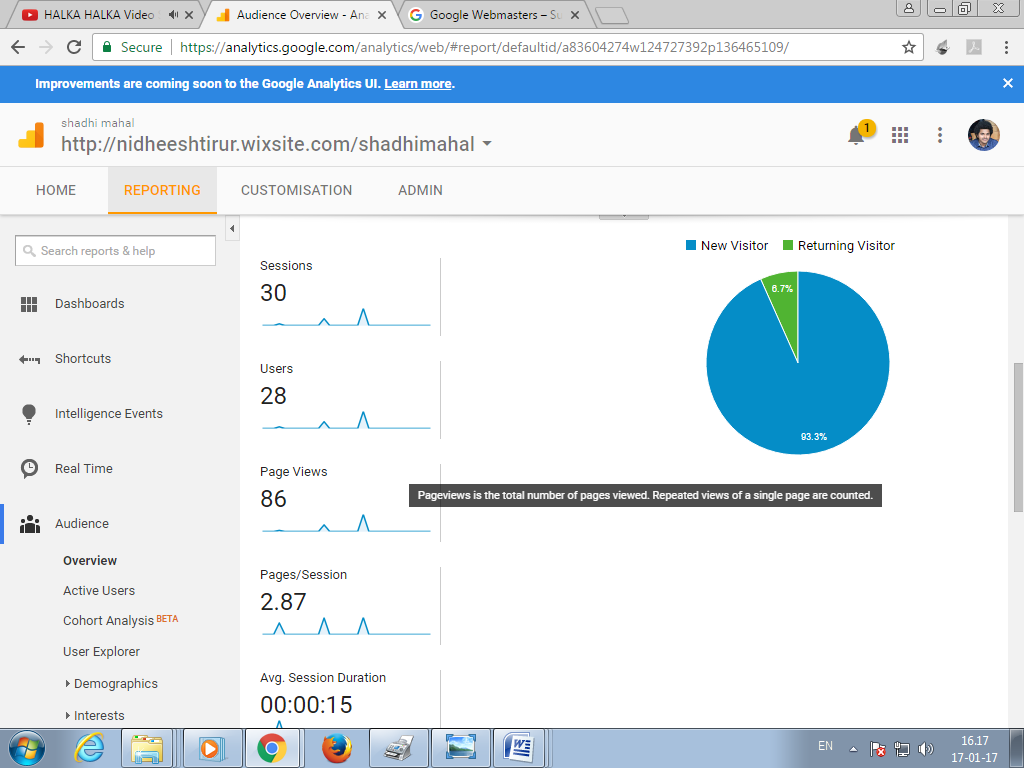 HALKA HALKA Video
Audience Overview - Ana
Google Webmasters – Su
Secure
https://analytics.google.com/analytics/web/#report/defaultid/a83604274w124727392p136465109/
Improvements are coming soon to the Google Analytics UI. Learn more.
shadhi mahal
http://nidheeshtirur.wixsite.com/shadhimahal
1
HOME
REPORTING
CUSTOMISATION
ADMIN
Search reports & help
Dashboards
Shortcuts
Intelligence Events
Real Time
Audience
Overview
Active Users
Cohort Analysis BETA
User Explorer
Demographics
Interests
Sessions
30
Users
28
Page Views
86
Pages/Session
2.87
Avg. Session Duration
00:00:15
New Visitor
Returning Visitor
6.7%
93.3%
Pageviews is the total number of pages viewed. Repeated views of a single page are counted.
EN
16.17
17-01-17